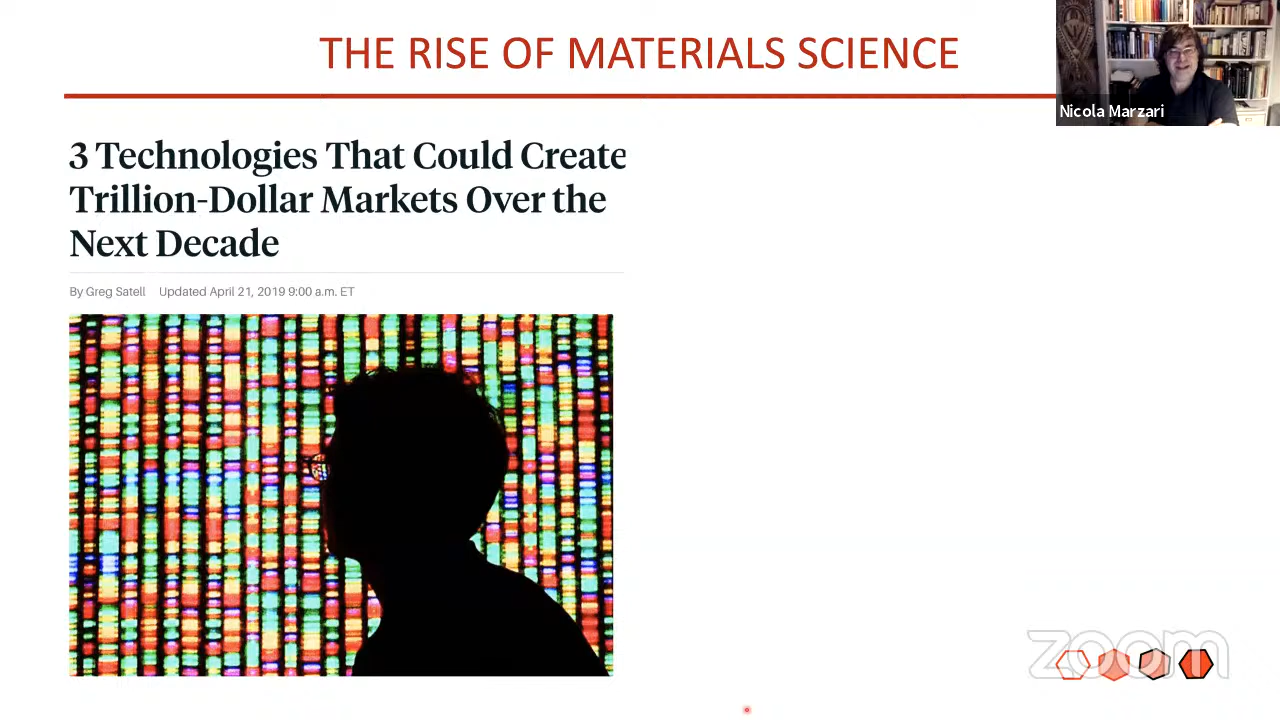 THE RISE OF MATERIALS SCIENCE
Nicola Marzari
3 Technologies That Could Create
Trillion-Dollar Markets Over the
Next Decade
By Greg Satell Updated April 21, 2019 9:00 a.m. ET
zoom